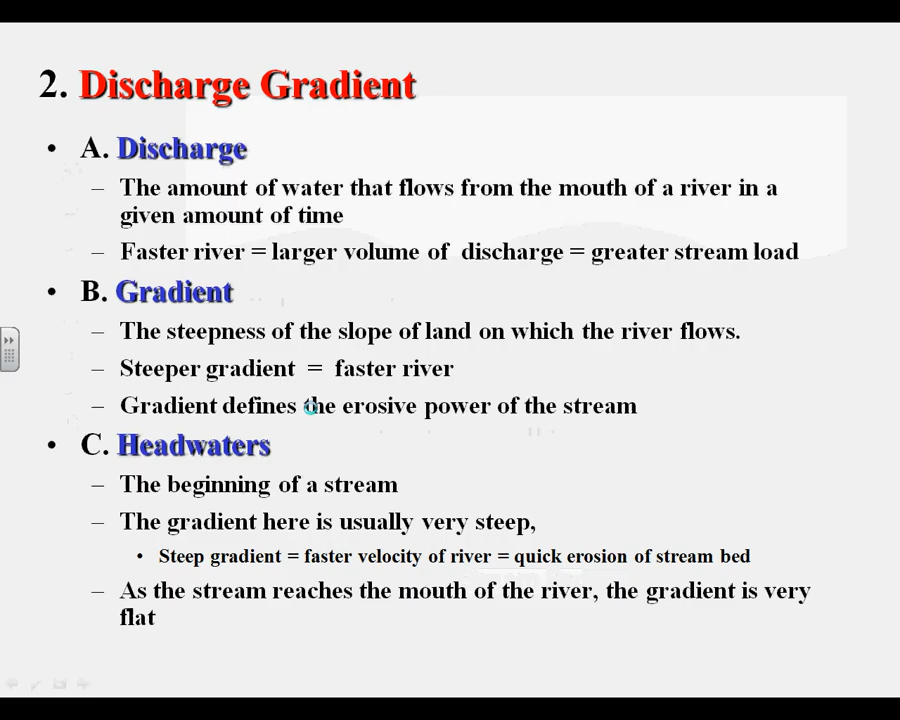 2. Discharge Gradient
• A. Discharge
– The amount of water that flows from the mouth of a river in a
given amount of time
– Faster river = larger volume of discharge = greater stream load
• B. Gradient
– The steepness of the slope of land on which the river flows.
– Steeper gradient = faster river
– Gradient defines the erosive power of the stream
• C. Headwaters
– The beginning of a stream
– The gradient here is usually very steep,
• Steep gradient = faster velocity of river = quick erosion of stream bed
– As the stream reaches the mouth of the river, the gradient is very
flat